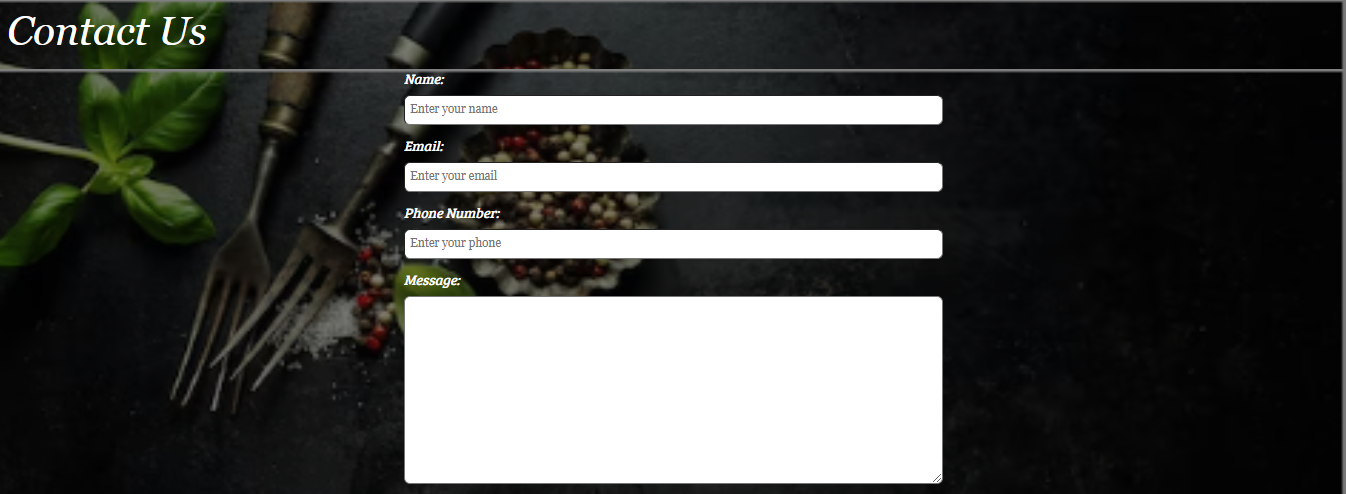 Contact Us
Name:
Enter your name
Email:
Enter your email
Phone Number:
Enter your phone
Message: